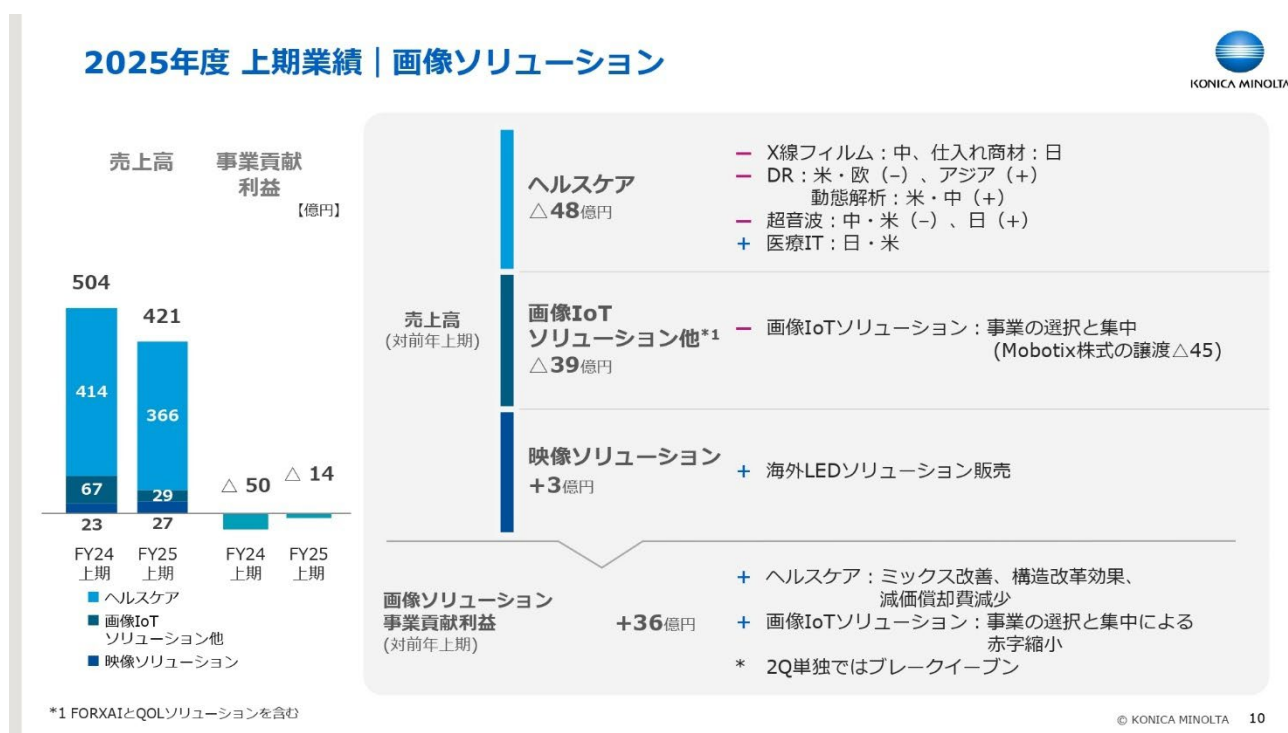 2025年度 上期業績｜画像ソリューション
KONICA MINOLTA
売上高
事業貢献
利益
【億円】
504
421
414
366
67
29
23
27
△ 50
△ 14
FY24
上期
FY25
上期
FY24
上期
FY25
上期
ヘルスケア
画像IoT
ソリューション他
映像ソリューション
売上高
(対前年上期)
ヘルスケア
△48億円
− X線フィルム：中、仕入れ商材：日
− DR：米・欧（–）、アジア（+）
動態解析：米・中（+）
− 超音波：中・米（–）、日（+）
+ 医療IT：日・米
画像IoT
ソリューション他*1
△39億円
− 画像IoTソリューション：事業の選択と集中
(Mobotix株式の譲渡△45)
映像ソリューション
+3億円
+ 海外LEDソリューション販売
画像ソリューション
事業貢献利益
(対前年上期)
+36億円
+ ヘルスケア：ミックス改善、構造改革効果、
減価償却費減少
+ 画像IoTソリューション：事業の選択と集中による
赤字縮小
* 2Q単独ではブレークイーブン
*1 FORXAIとQOLソリューションを含む
© KONICA MINOLTA 10